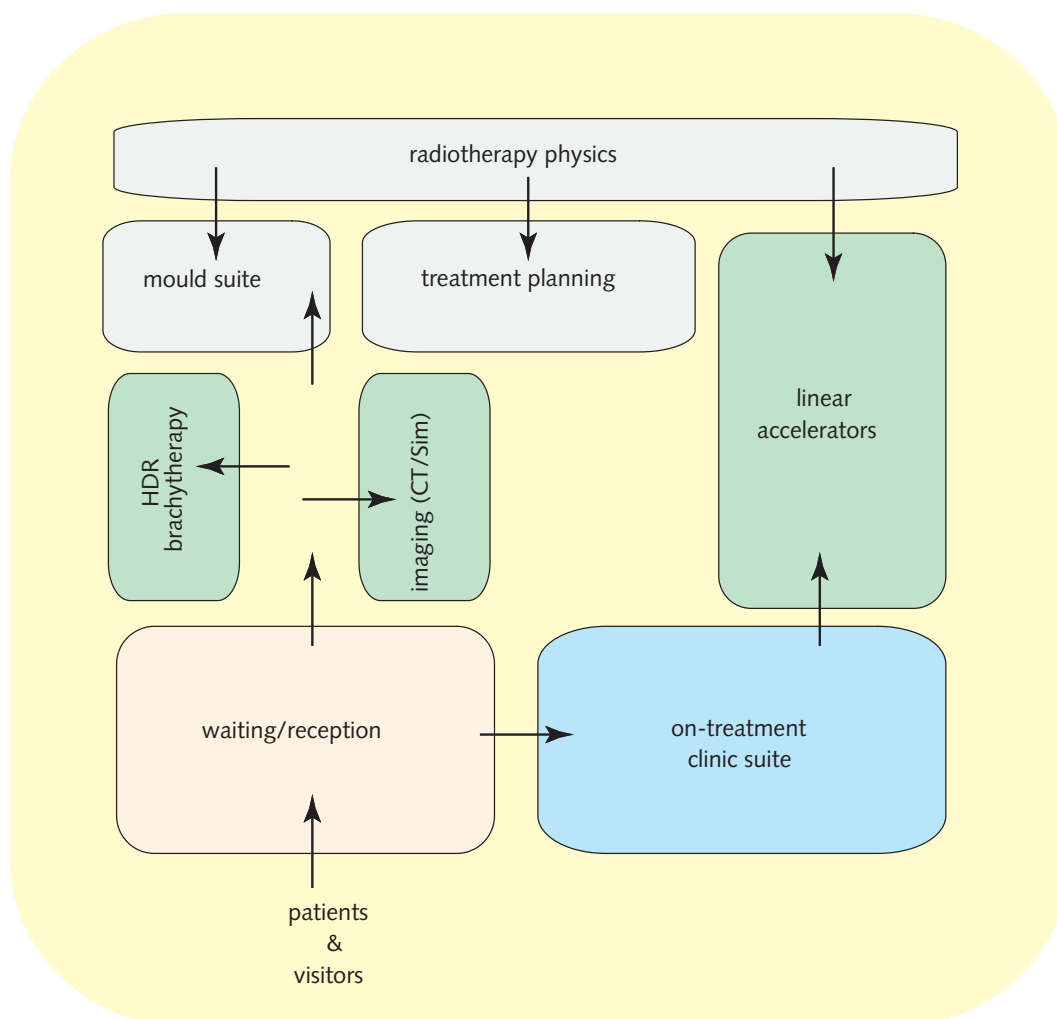 radiotherapy physics
mould suite
treatment planning
linear
accelerators
HDR
brachytherapy
imaging (CT/Sim)
waiting/reception
on-treatment
clinic suite
patients
&
visitors